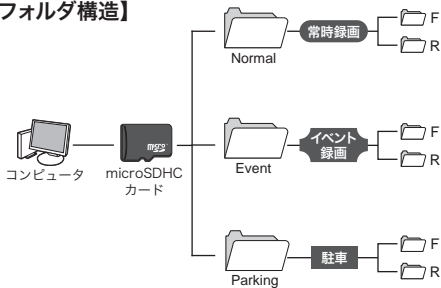 フォルダ構造】
常時録画
F
R
Normal
コンピュータ
micro
microSDHC
カード
イベント
録画
F
R
Event
駐車
F
R
Parking